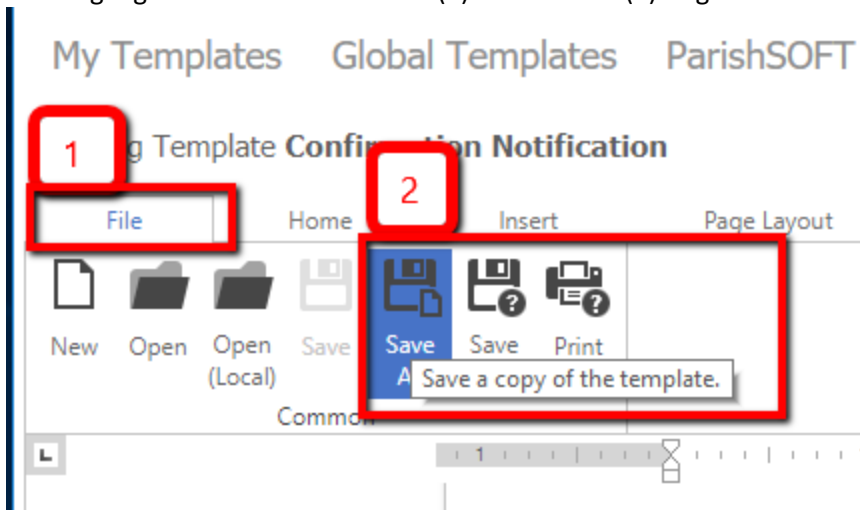 My Templates Global Templates ParishSOFT
1 g Template Confir on Notification
2
File Home Insert Page Layout
New Open Open Save Save Save Print
(Local) A Save a copy of the template.
Common
1